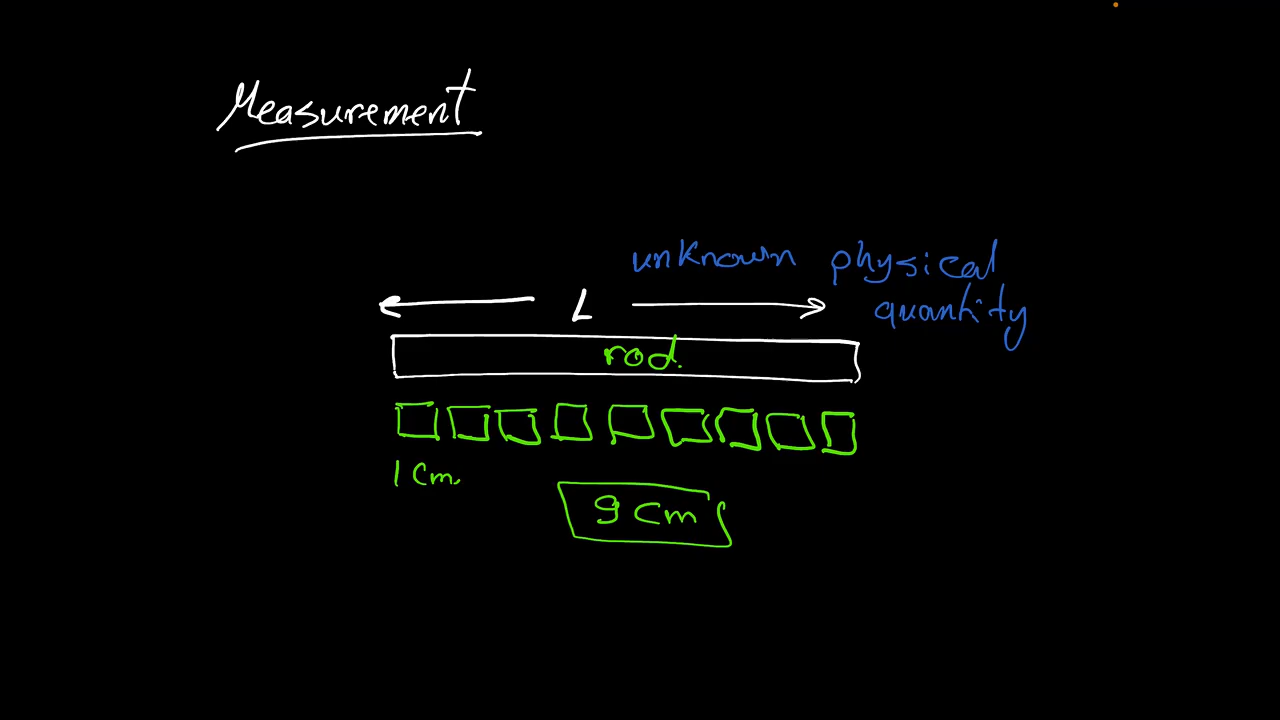 Measurement
unknown physical
L
quantity
rod.
1 cm.
9 cm